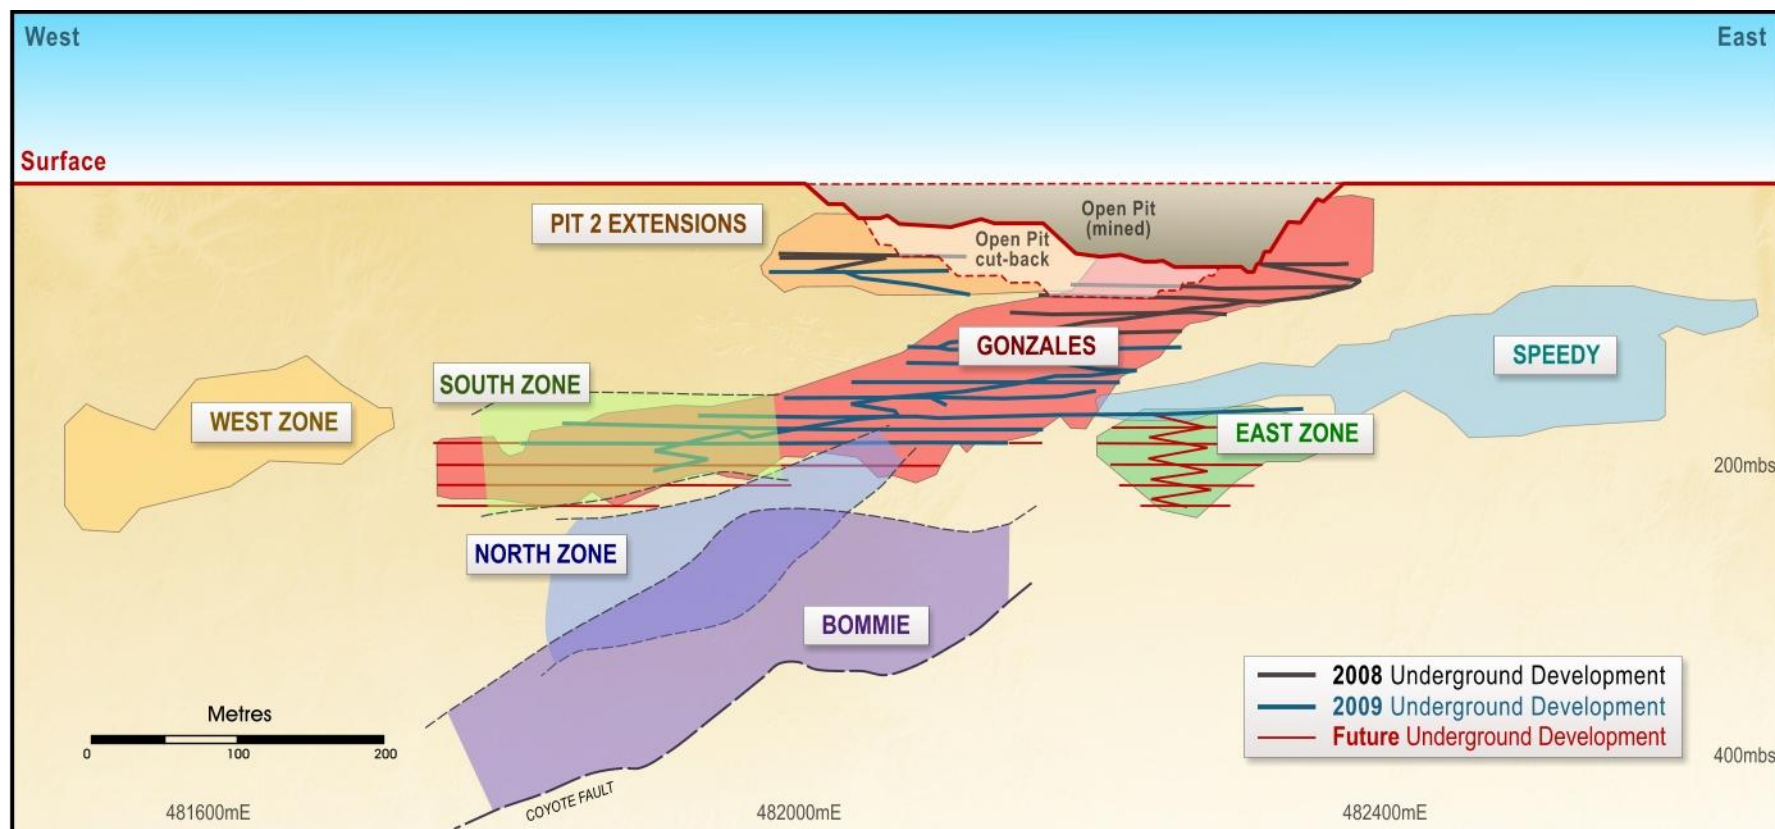 West
East
Surface
PIT 2 EXTENSIONS
Open Pit
(mined)
Open Pit
cut-back
GONZALES
SPEEDY
SOUTH ZONE
WEST ZONE
EAST ZONE
200mbs
NORTH ZONE
BOMMIE
2008 Underground Development
2009 Underground Development
Future Underground Development
Metres
0 100 200
400mbs
COYOTE FAULT
481600mE
482000mE
482400mE